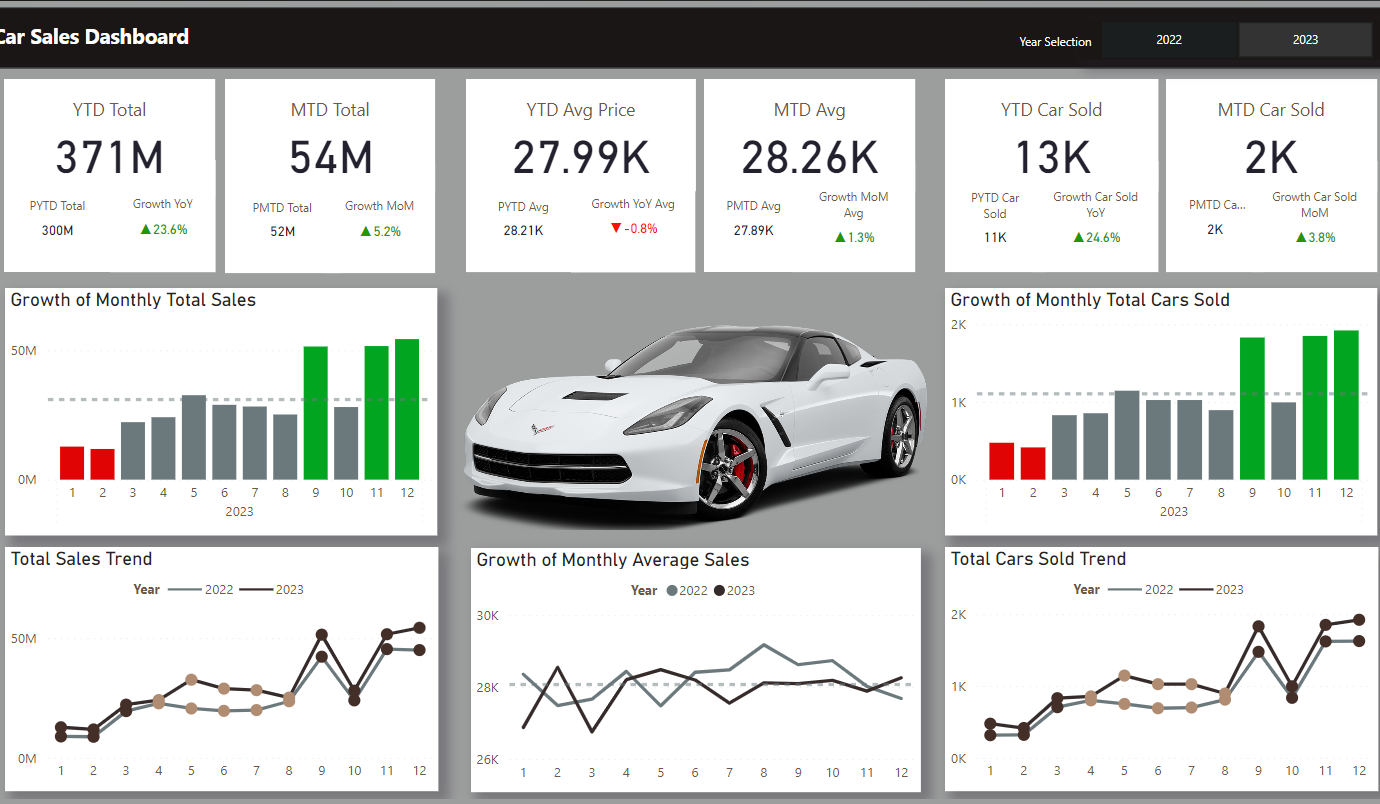 Car Sales Dashboard
Year Selection
2022
2023
YTD Total
371M
PYTD Total
300M
Growth YoY
▲23.6%
MTD Total
54M
PMTD Total
52M
Growth MoM
▲5.2%
YTD Avg Price
27.99K
PYTD Avg
28.21K
Growth YoY Avg
▼-0.8%
MTD Avg
28.26K
PMTD Avg
27.89K
Growth MoM
Avg
▲1.3%
YTD Car Sold
13K
PYTD Car
Sold
11K
Growth Car Sold
YoY
▲24.6%
MTD Car Sold
2K
PMTD Ca...
2K
Growth Car Sold
MoM
▲3.8%
Growth of Monthly Total Sales
50M
0M
1 2 3 4 5 6 7 8 9 10 11 12
2023
Growth of Monthly Total Cars Sold
2K
1K
0K
1 2 3 4 5 6 7 8 9 10 11 12
2023
Total Sales Trend
Year 2022 2023
50M
0M
1 2 3 4 5 6 7 8 9 10 11 12
Growth of Monthly Average Sales
Year 2022 2023
30K
28K
26K
1 2 3 4 5 6 7 8 9 10 11 12
Total Cars Sold Trend
Year 2022 2023
2K
1K
0K
1 2 3 4 5 6 7 8 9 10 11 12